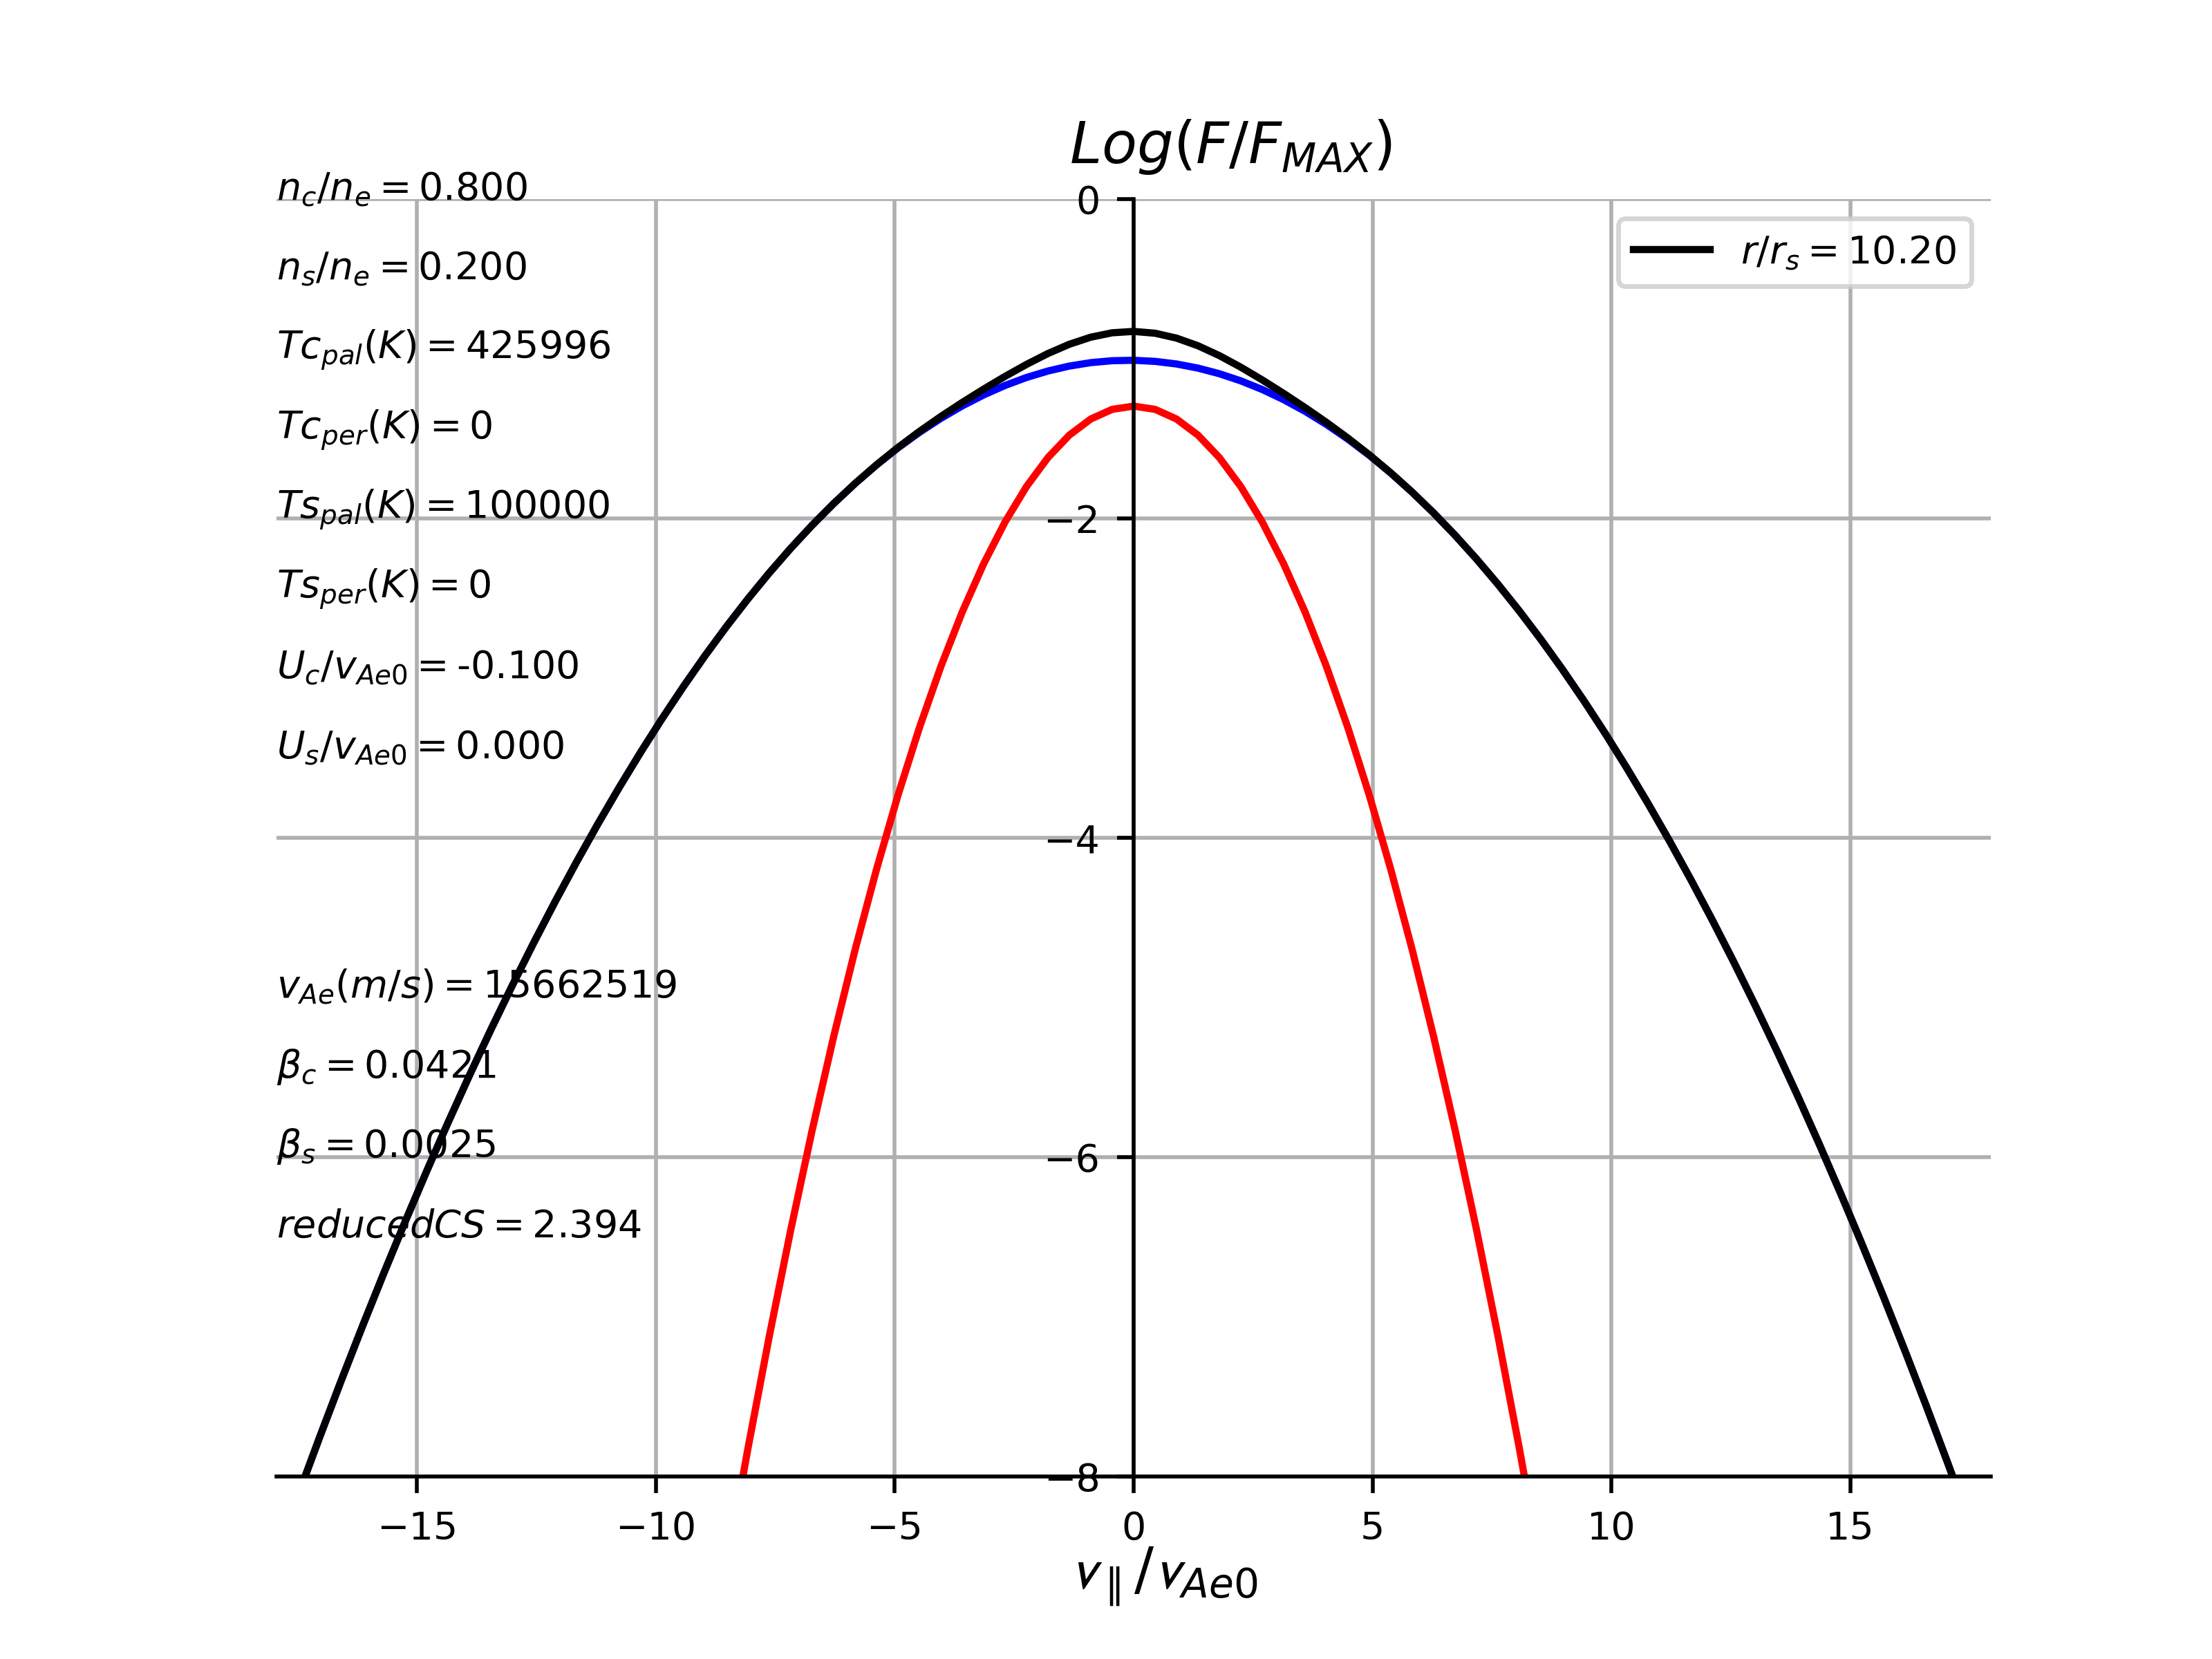 Log(F/F_MAX)
n_c/n_e = 0.800
n_s/n_e = 0.200
Tc_pal(K) = 425996
Tc_per(K) = 0
Ts_pal(K) = 100000
Ts_per(K) = 0
U_c/v_Ae0 = -0.100
U_s/v_Ae0 = 0.000
v_Ae(m/s) = 15662519
β_c = 0.0421
β_s = 0.0025
reducedCS = 2.394
r/r_s = 10.20
0
−2
−4
−6
−8
−15 −10 −5 0 5 10 15
v_∥/v_Ae0